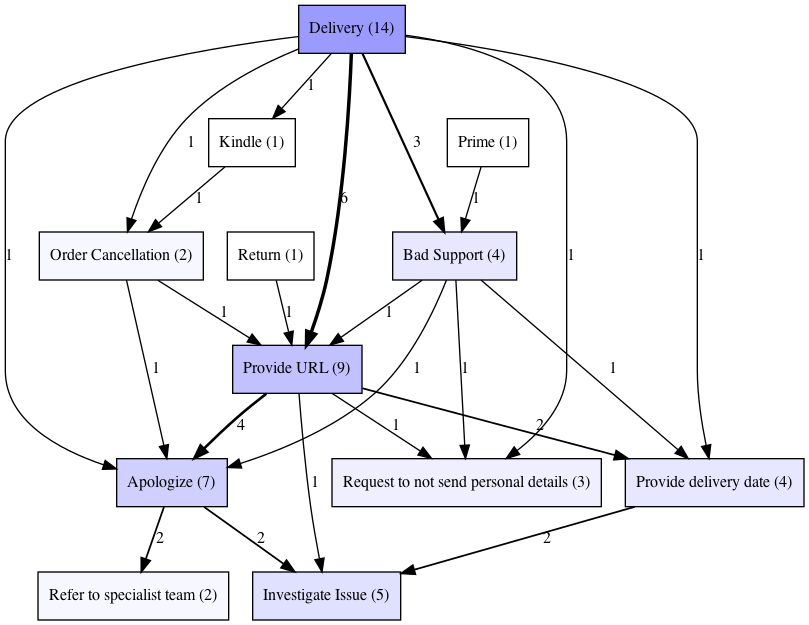 Delivery (14)
1
Kindle (1)
1
3
Prime (1)
1
1
6
1
Order Cancellation (2)
Return (1)
Bad Support (4)
1
1
1
1
1
1
Provide URL (9)
1
1
1
1
4
1
2
Apologize (7)
Request to not send personal details (3)
Provide delivery date (4)
1
2
2
2
Refer to specialist team (2)
Investigate Issue (5)